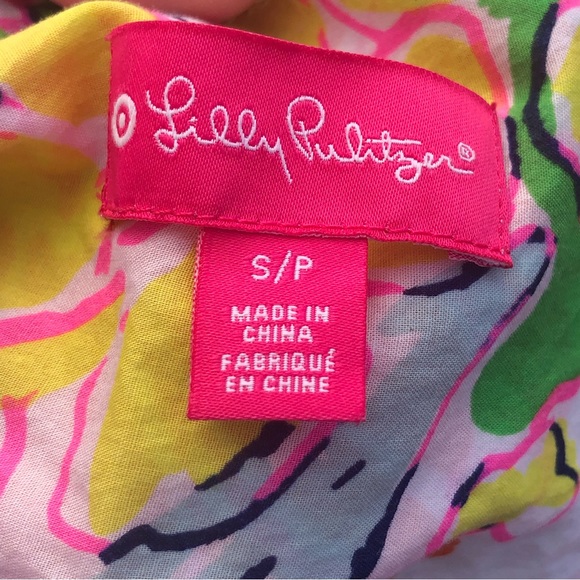 Lilly Pulitzer®
S/P
MADE IN
CHINA
FABRIQUÉ
EN CHINE